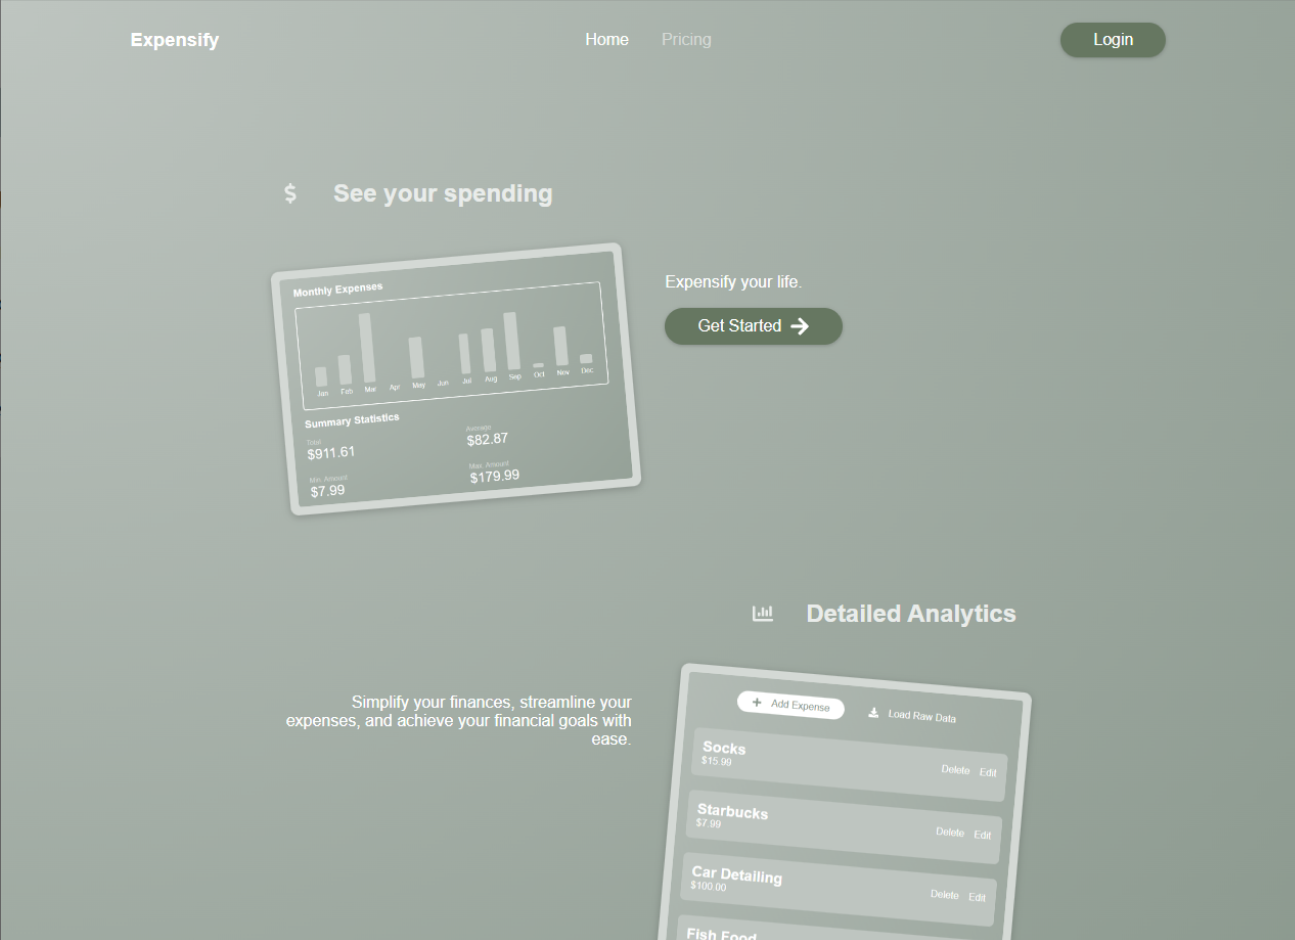 Expensify
Home Pricing
Login
See your spending
Monthly Expenses
Jan Feb Mar Apr May Jun Jul Aug Sep Oct Nov Dec
Summary Statistics
Total
$911.61
Average
$82.87
Min. Amount
$7.99
Max. Amount
$179.99
Expensify your life.
Get Started
Detailed Analytics
Simplify your finances, streamline your
expenses, and achieve your financial goals with
ease.
Add Expense
Load Raw Data
Socks
$15.99
Delete Edit
Starbucks
$7.99
Delete Edit
Car Detailing
$100.00
Delete Edit
Fish Food